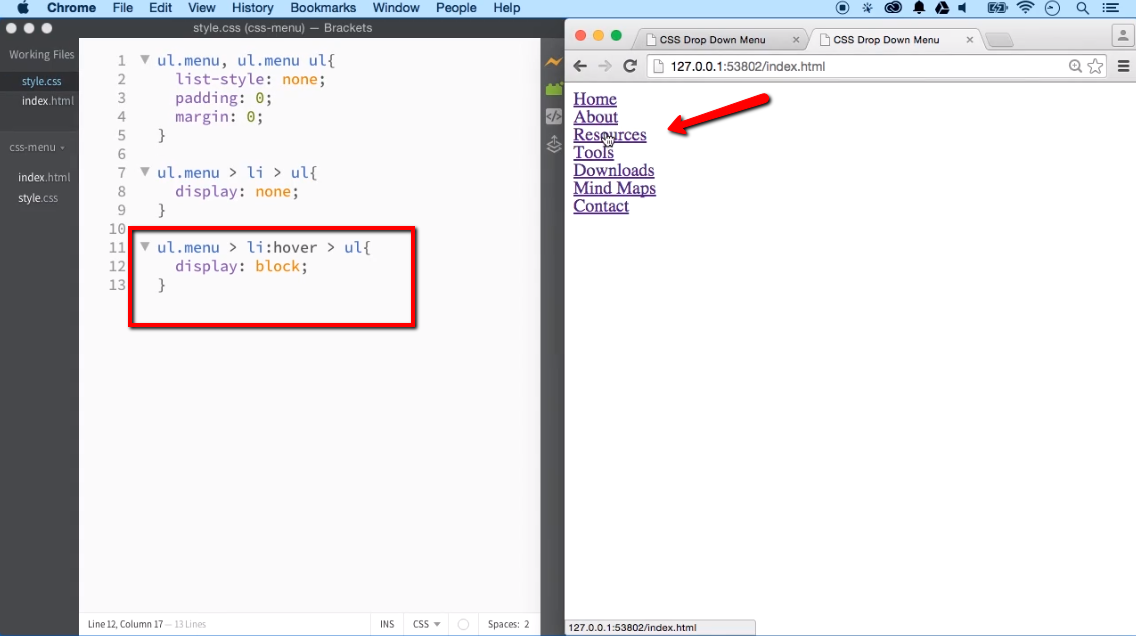 Chrome File Edit View History Bookmarks Window People Help
style.css (css-menu) — Brackets
Working Files
style.css
index.html
css-menu
index.html
style.css
1 ul.menu, ul.menu ul{
2 list-style: none;
3 padding: 0;
4 margin: 0;
5 }
6
7 ul.menu > li > ul{
8 display: none;
9 }
10
11 ul.menu > li:hover > ul{
12 display: block;
13 }
Line 12, Column 17 — 13 Lines
INS CSS Spaces: 2
CSS Drop Down Menu
CSS Drop Down Menu
127.0.0.1:53802/index.html
Home
About
Resources
Tools
Downloads
Mind Maps
Contact
127.0.0.1:53802/index.html